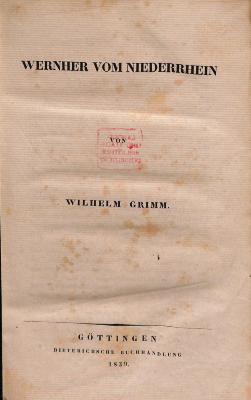 WERNHER VOM NIEDERRHEIN
VON
WILHELM GRIMM.
GÖTTINGEN
DIETERICHSCHE BUCHHANDLUNG
1839.